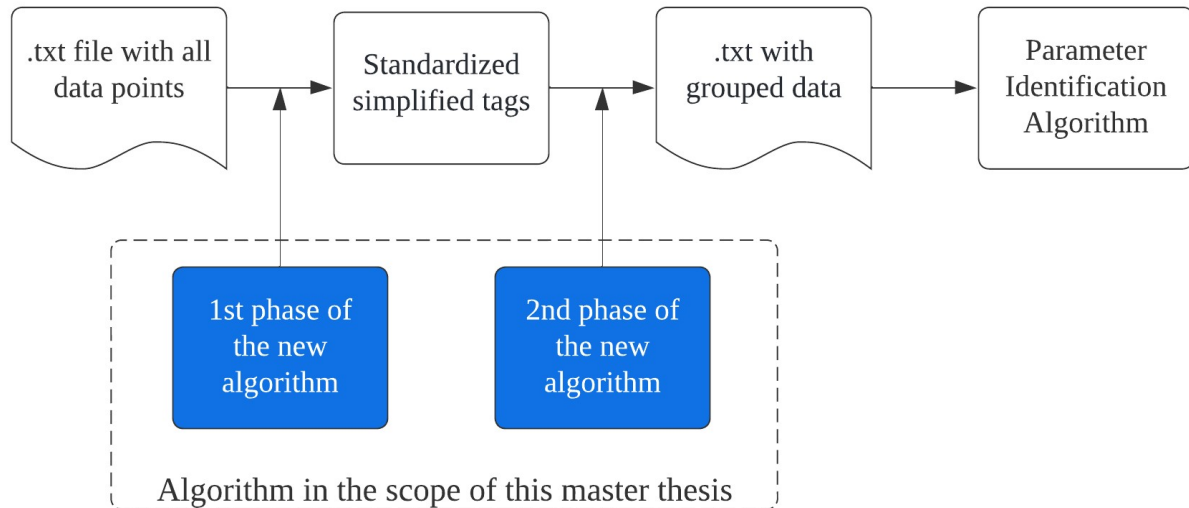 .txt file with all
data points
Standardized
simplified tags
.txt with
grouped data
Parameter
Identification
Algorithm
1st phase of
the new
algorithm
2nd phase of
the new
algorithm
Algorithm in the scope of this master thesis